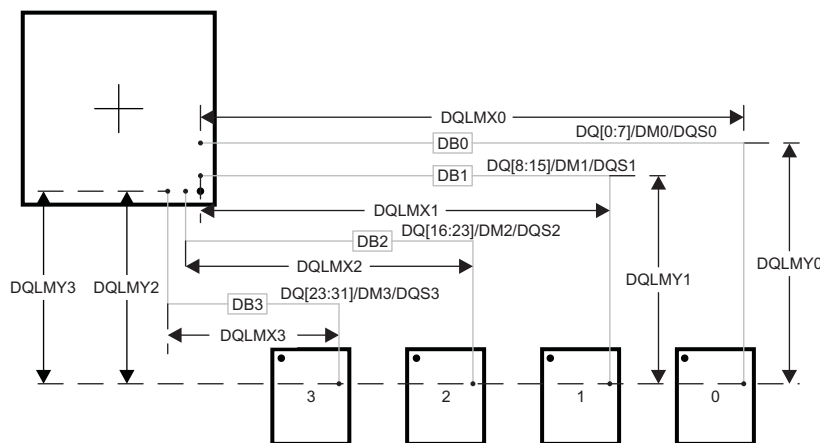 DQLMX0
DQ[0:7]/DM0/DQS0
DB0
DQ[8:15]/DM1/DQS1
DB1
DQLMX1
DQ[16:23]/DM2/DQS2
DB2
DQLMX2
DQLMY0
DQLMY1
DQLMY3
DQLMY2
DQ[23:31]/DM3/DQS3
DB3
DQLMX3
3
2
1
0